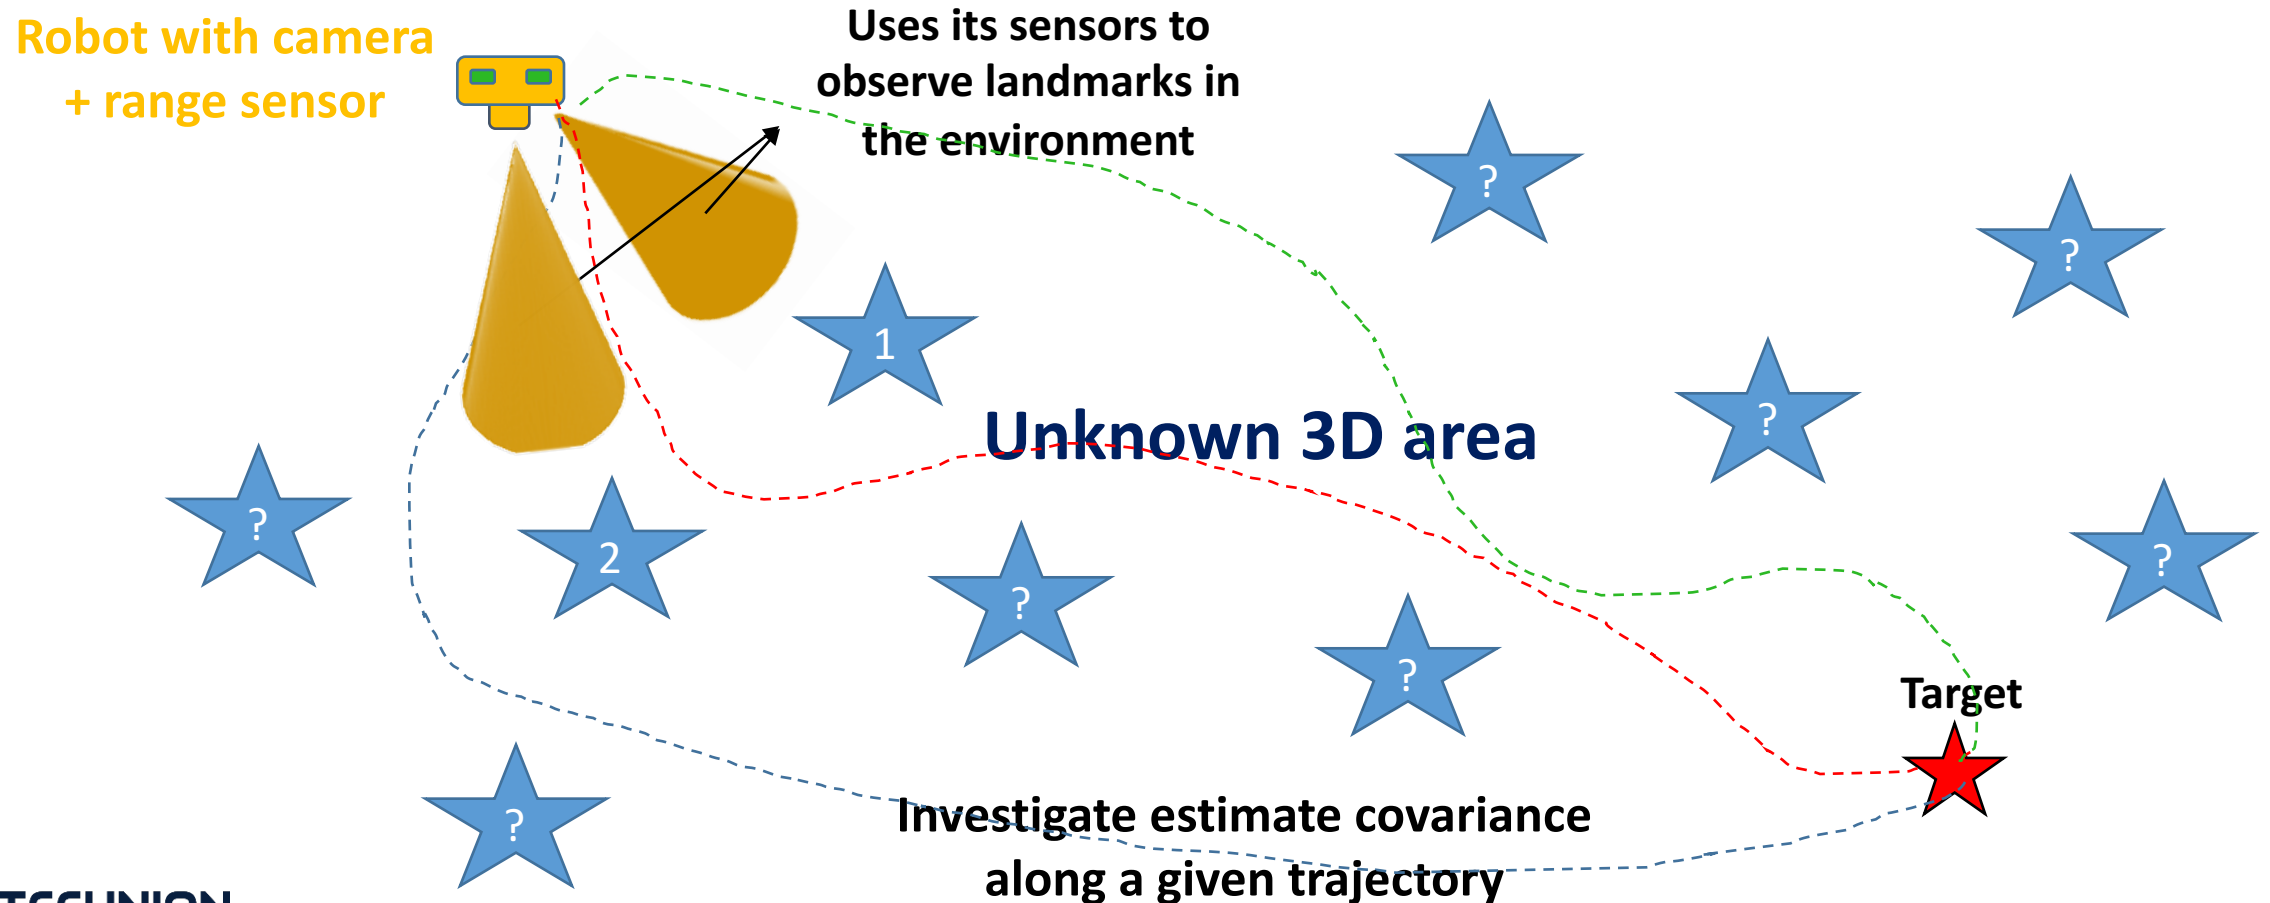 Robot with camera
+ range sensor
Uses its sensors to
observe landmarks in
the environment
?
?
1
Unknown 3D area
?
?
2
?
?
?
Target
?
Investigate estimate covariance
along a given trajectory
TECHNION